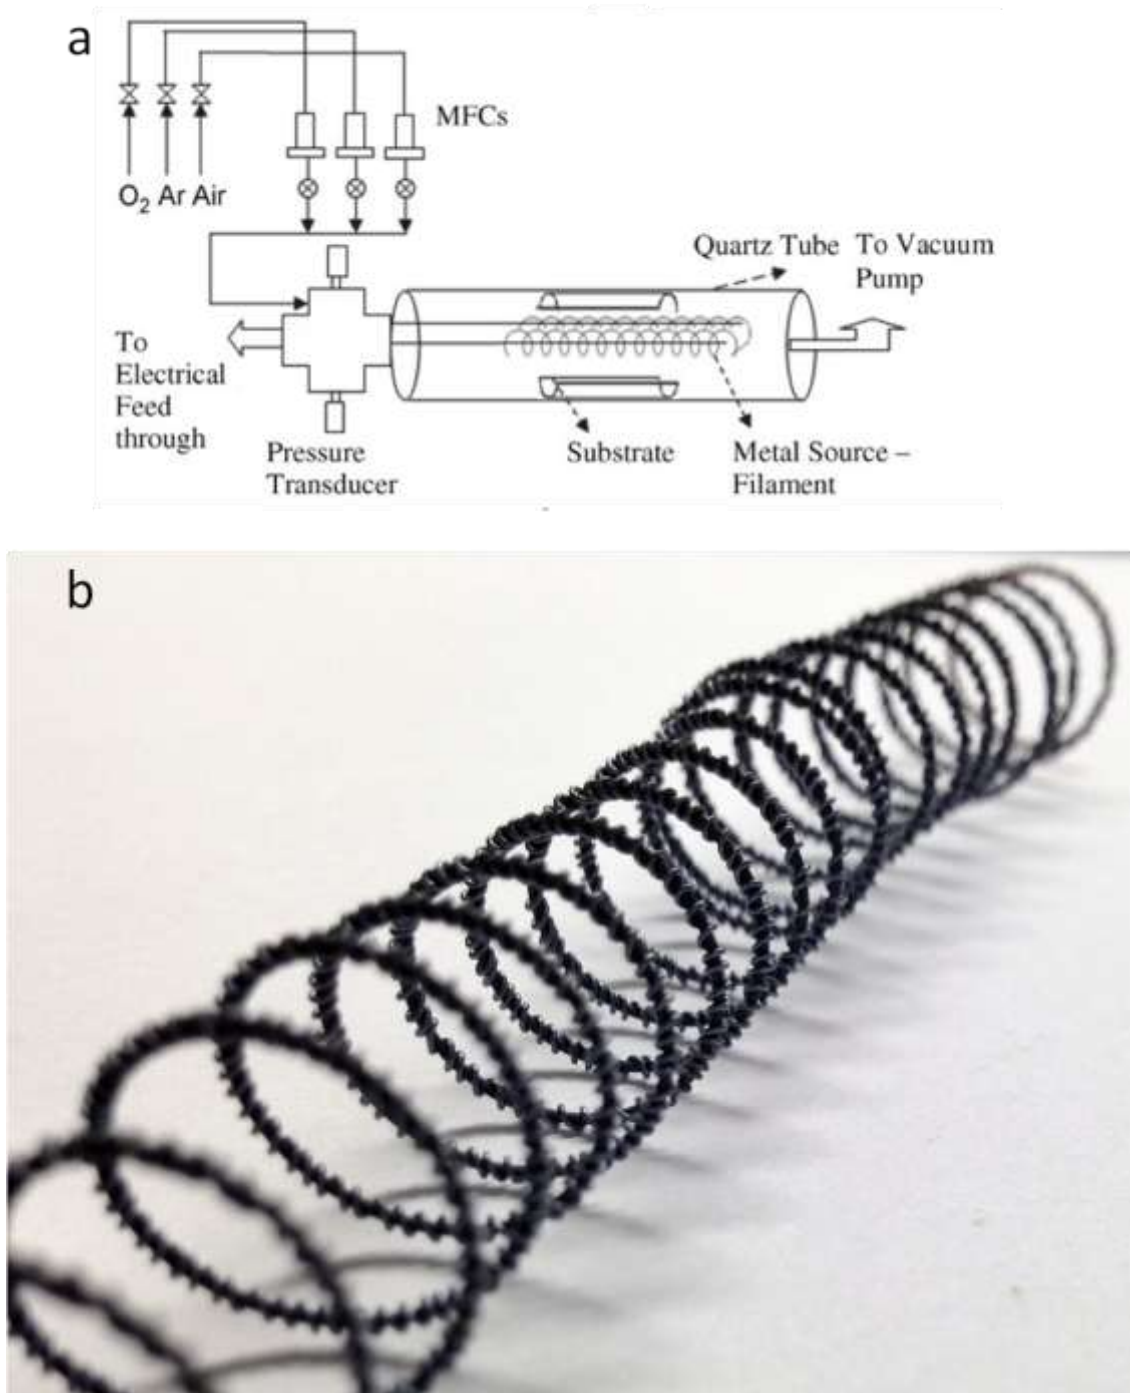 a
MFCs
O2 Ar Air
Quartz Tube
To Vacuum
Pump
To
Electrical
Feed
through
Pressure
Transducer
Substrate
Metal Source –
Filament
b